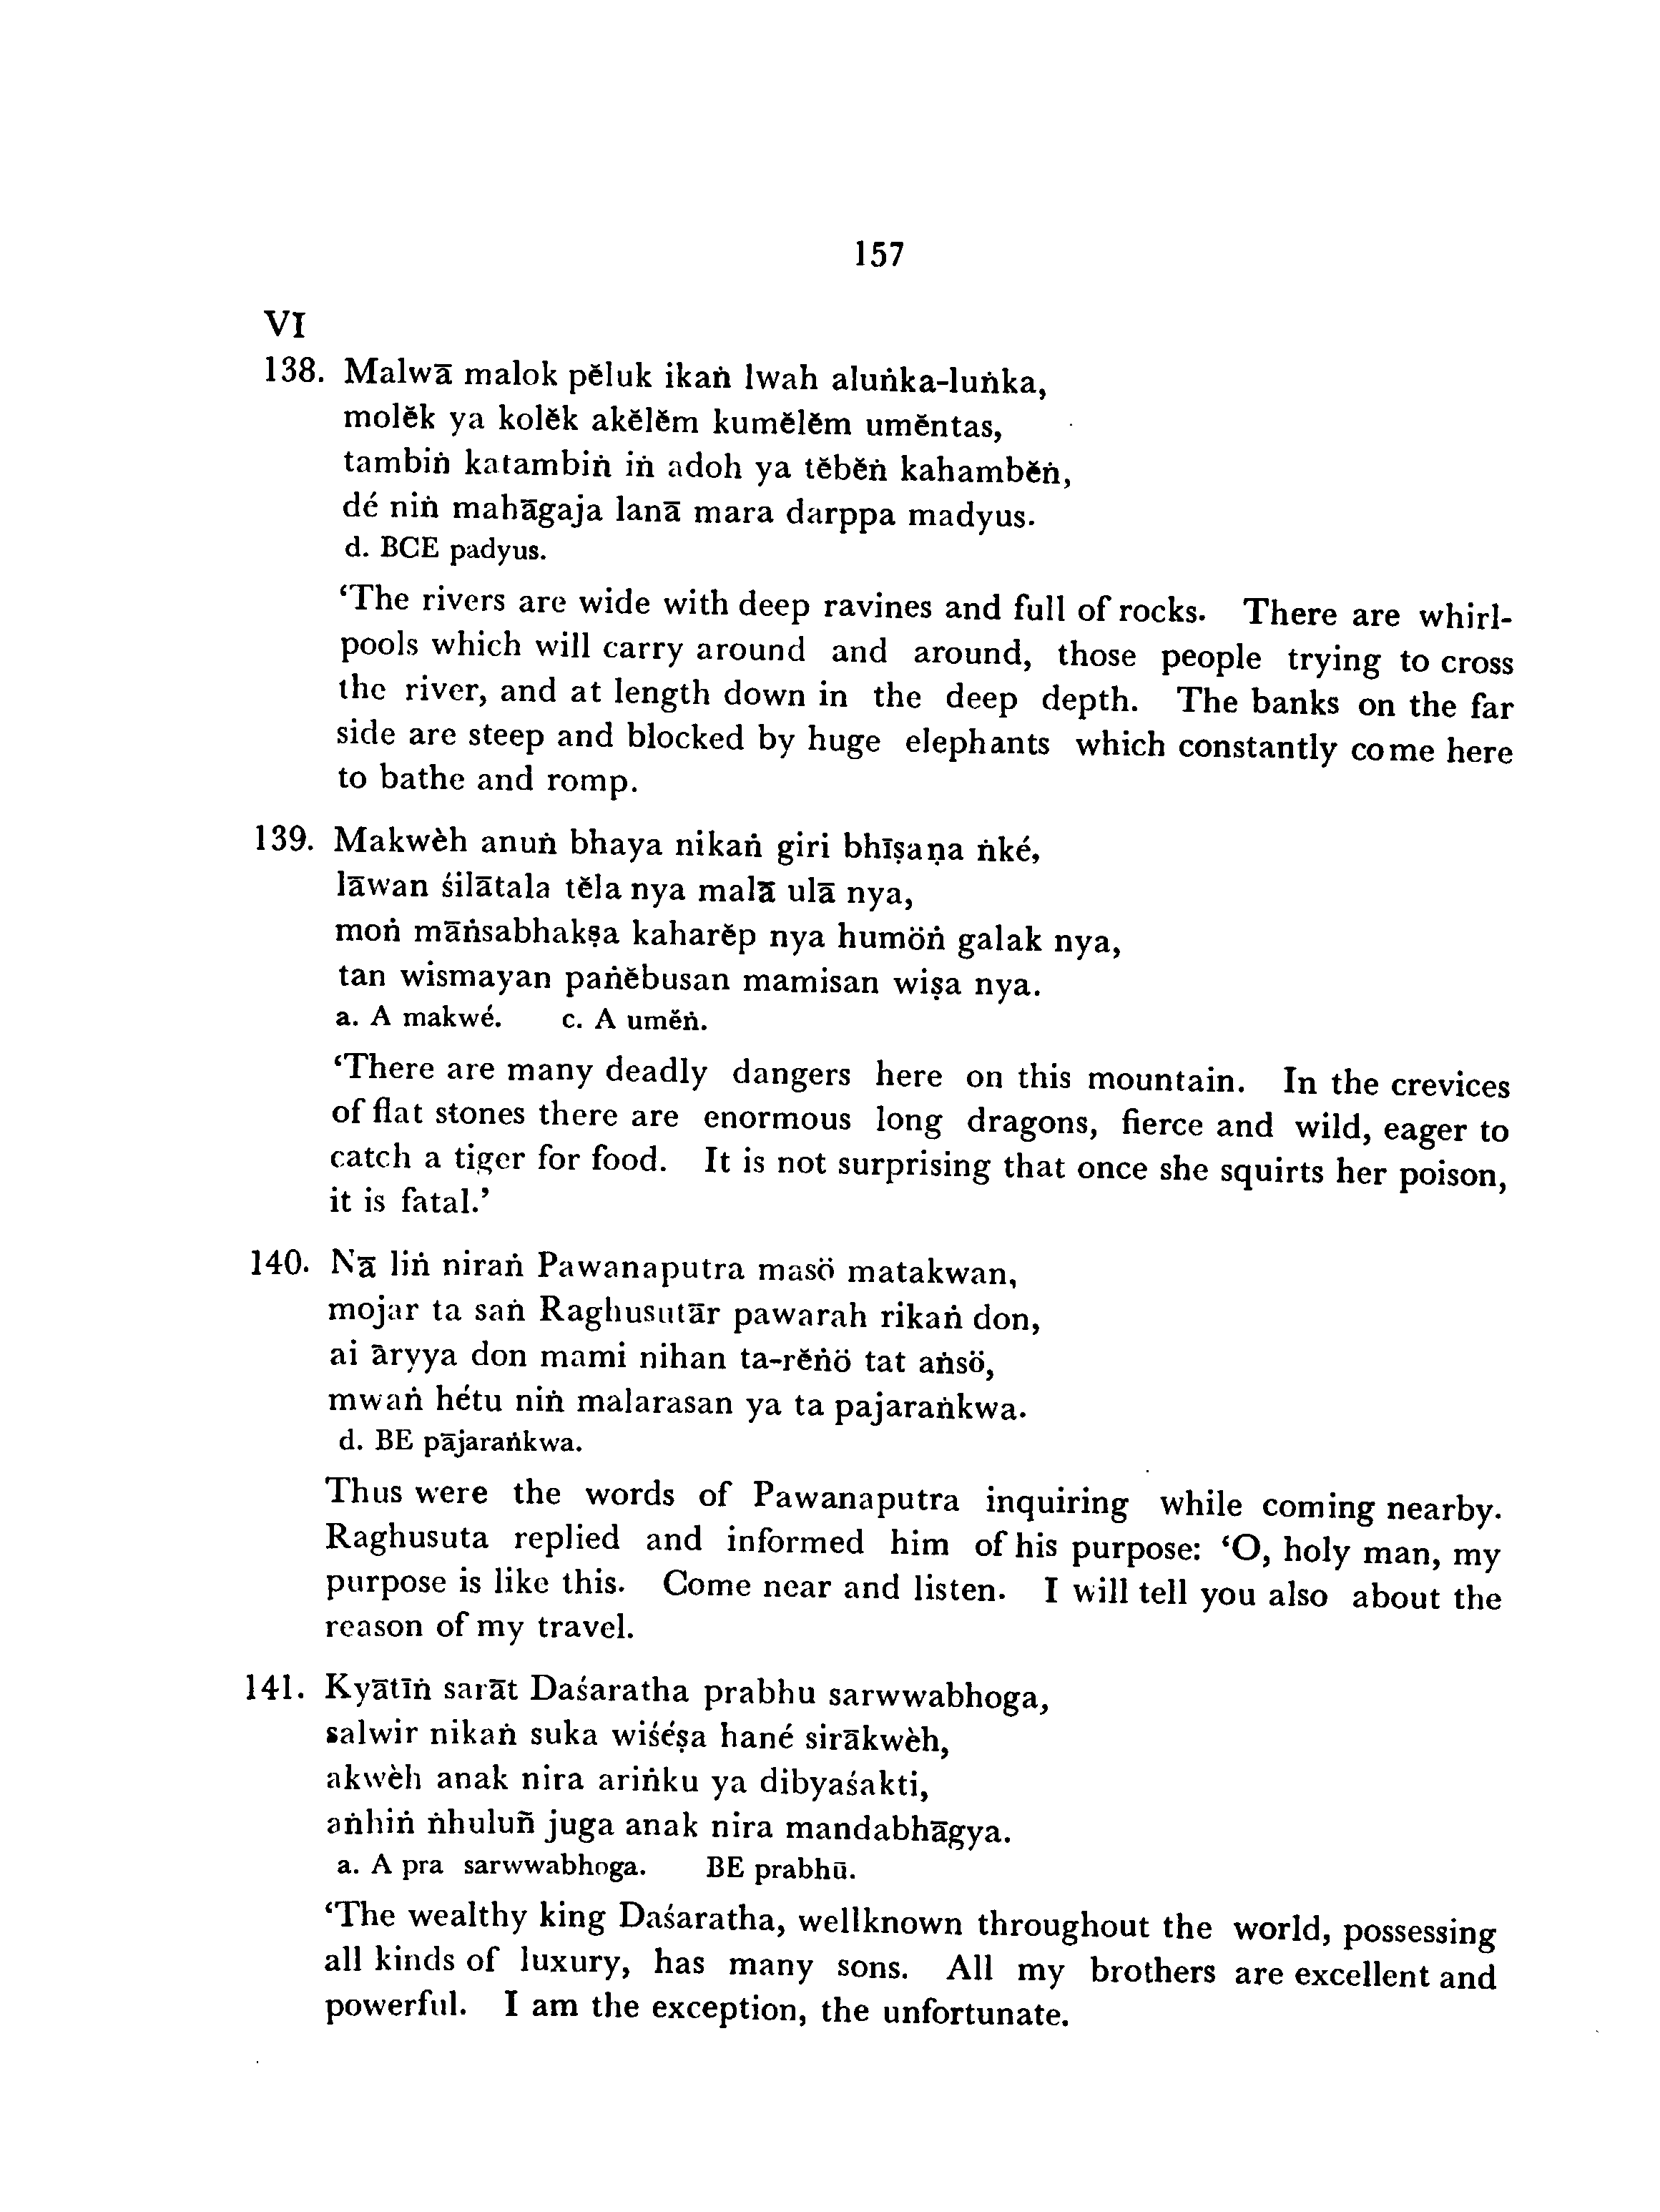 157
VI
138. Malwā malok pĕluk ikaṅ lwah aluṅka-luṅka,
molĕk ya kolĕk akĕlĕm kumĕlĕm umĕntas,
tambiṅ katambiṅ iṅ adoh ya tĕbĕṅ kahambĕṅ,
dé niṅ mahāgaja lanā mara darppa madyus.
d. BCE padyus.
‘The rivers are wide with deep ravines and full of rocks. There are whirl-
pools which will carry around and around, those people trying to cross
the river, and at length down in the deep depth. The banks on the far
side are steep and blocked by huge elephants which constantly come here
to bathe and romp.
139. Makwèh anuṅ bhaya nikaṅ giri bhīṣaṇa ṅké,
lāwan śilātala tĕla nya malā ulā nya,
moṅ māṅsabhakṣa kaharĕp nya humöṅ galak nya,
tan wismayan paṅĕbusan mamisan wiṣa nya.
a. A makwé. c. A umĕṅ.
‘There are many deadly dangers here on this mountain. In the crevices
of flat stones there are enormous long dragons, fierce and wild, eager to
catch a tiger for food. It is not surprising that once she squirts her poison,
it is fatal.’
140. Nā liṅ niraṅ Pawanaputra masö matakwan,
mojar ta saṅ Raghusutār pawarah rikaṅ don,
ai āryya don mami nihan ta-rĕṅö tat aṅsö,
mwaṅ hétu niṅ malarasan ya ta pajaraṅkwa.
d. BE pājaraṅkwa.
Thus were the words of Pawanaputra inquiring while coming nearby.
Raghusuta replied and informed him of his purpose: ‘O, holy man, my
purpose is like this. Come near and listen. I will tell you also about the
reason of my travel.
141. Kyātīṅ sarāt Daśaratha prabhu sarwwabhoga,
salwir nikaṅ suka wiśéṣa hané sirākwèh,
akwèh anak nira ariṅku ya dibyaśakti,
aṅhiṅ ṅhuluñ juga anak nira mandabhāgya.
a. A pra sarwwabhoga. BE prabhū.
‘The wealthy king Daśaratha, wellknown throughout the world, possessing
all kinds of luxury, has many sons. All my brothers are excellent and
powerful. I am the exception, the unfortunate.